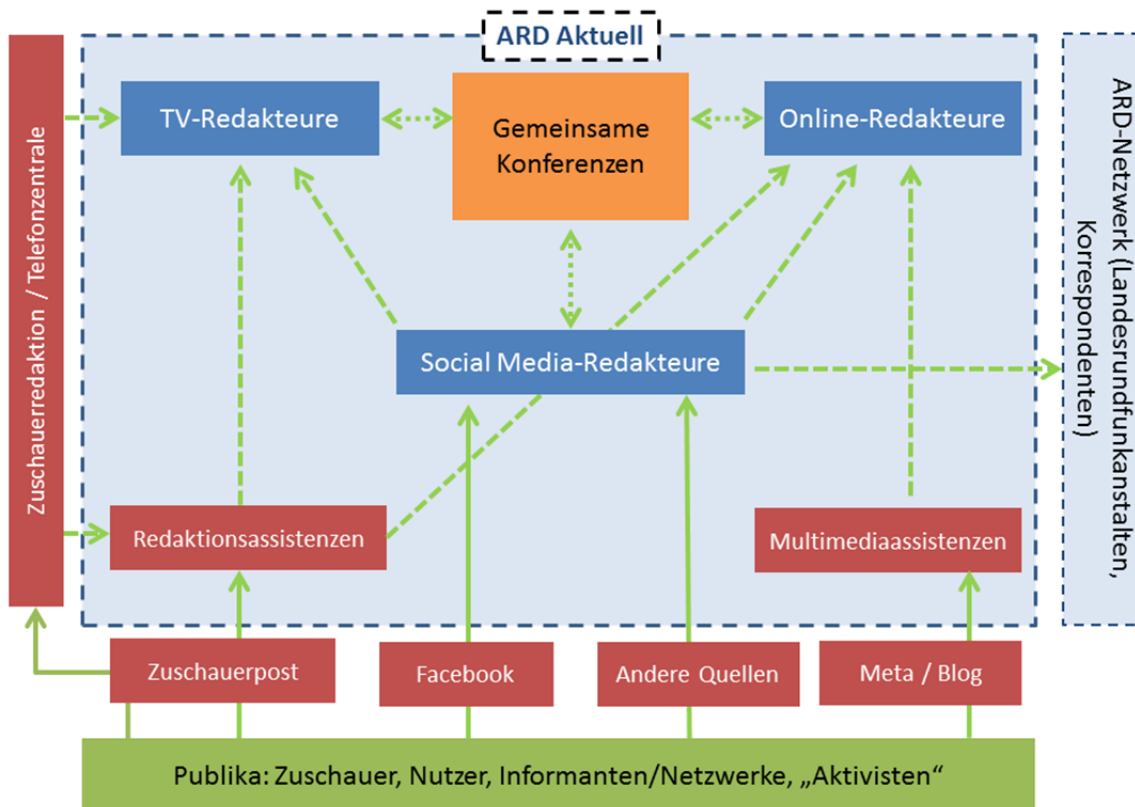 ARD Aktuell
TV-Redakteure
Gemeinsame
Konferenzen
Online-Redakteure
Zuschauerredaktion / Telefonzentrale
ARD-Netzwerk (Landesrundfunkanstalten,
Korrespondenten)
Social Media-Redakteure
Redaktionsassistenzen
Multimediaassistenzen
Zuschauerpost
Facebook
Andere Quellen
Meta / Blog
Publika: Zuschauer, Nutzer, Informanten/Netzwerke, „Aktivisten“